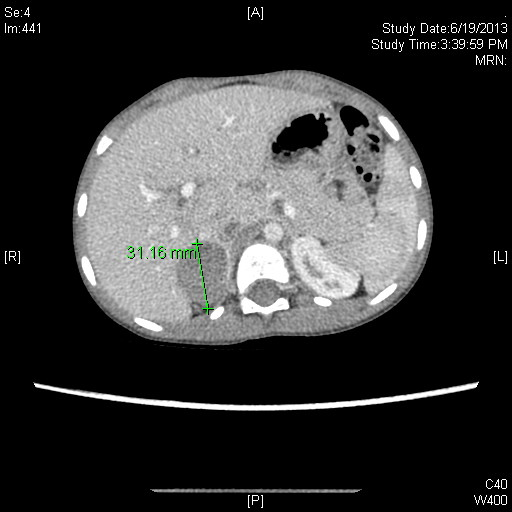 Se:4
Im:441
[A]
Study Date:6/19/2013
Study Time:3:39:59 PM
MRN:
[R]
31.16 mm
[L]
[P]
C40
W400